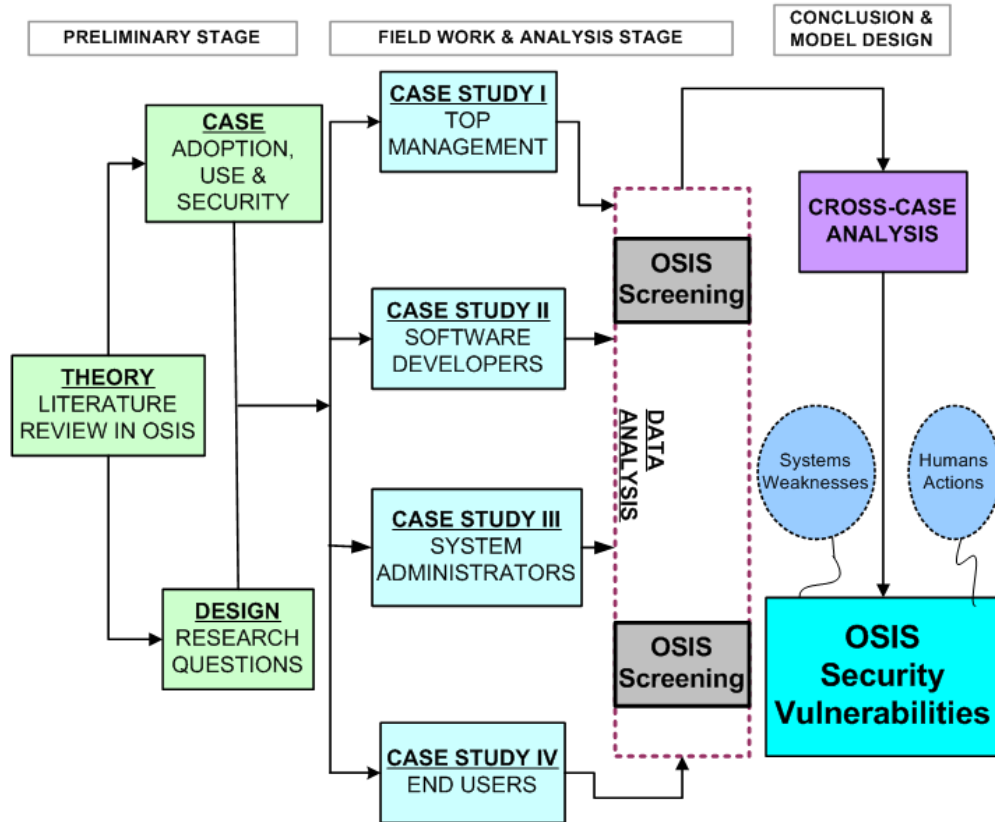 PRELIMINARY STAGE
FIELD WORK & ANALYSIS STAGE
CONCLUSION &
MODEL DESIGN
CASE
ADOPTION,
USE &
SECURITY
THEORY
LITERATURE
REVIEW IN OSIS
DESIGN
RESEARCH
QUESTIONS
CASE STUDY I
TOP
MANAGEMENT
CASE STUDY II
SOFTWARE
DEVELOPERS
CASE STUDY III
SYSTEM
ADMINISTRATORS
CASE STUDY IV
END USERS
OSIS
Screening
DATA
ANALYSIS
OSIS
Screening
CROSS-CASE
ANALYSIS
Systems
Weaknesses
Humans
Actions
OSIS
Security
Vulnerabilities